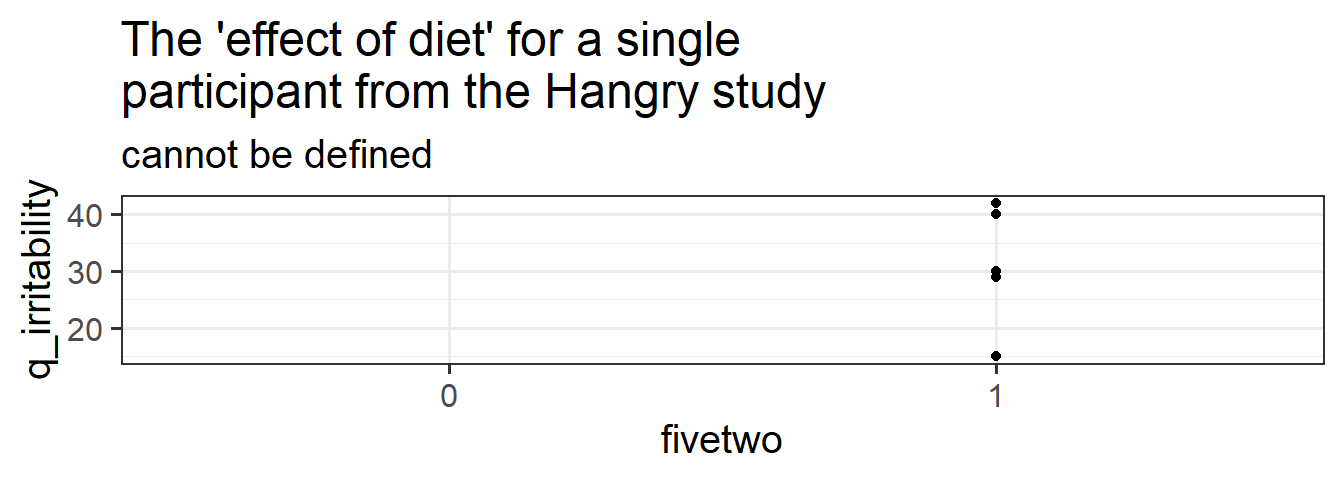 The 'effect of diet' for a single
participant from the Hangry study
cannot be defined
q_irritability
40
30
20
0
1
fivetwo